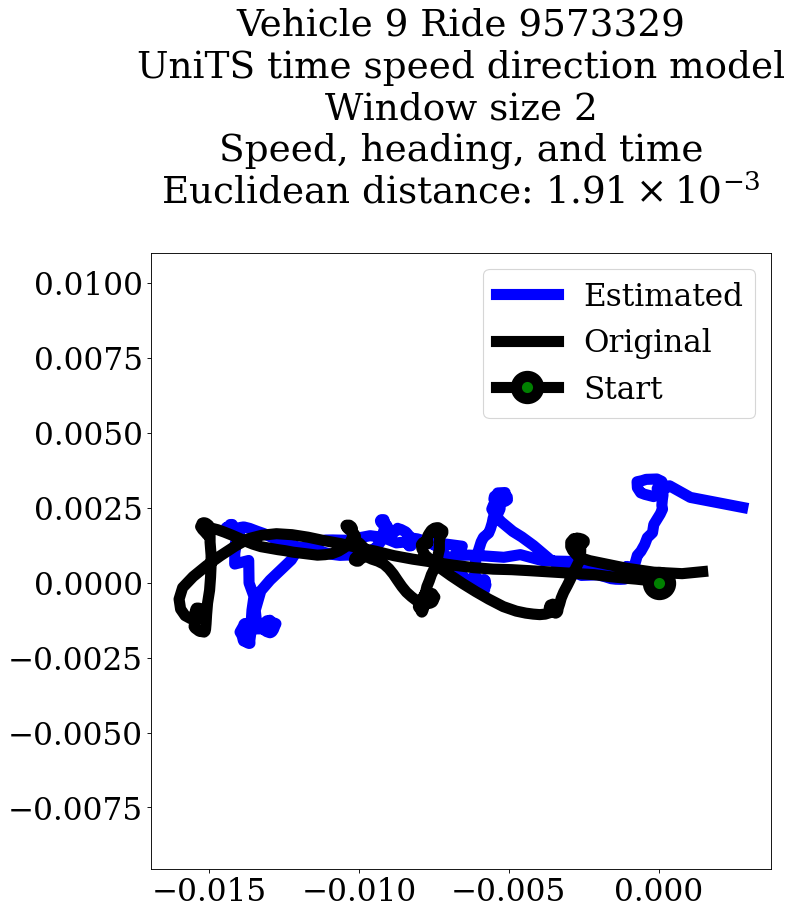 Vehicle 9 Ride 9573329
UniTS time speed direction model
Window size 2
Speed, heading, and time
Euclidean distance: 1.91 × 10⁻³
Estimated
Original
Start
0.0100
0.0075
0.0050
0.0025
0.0000
−0.0025
−0.0050
−0.0075
−0.015 −0.010 −0.005 0.000